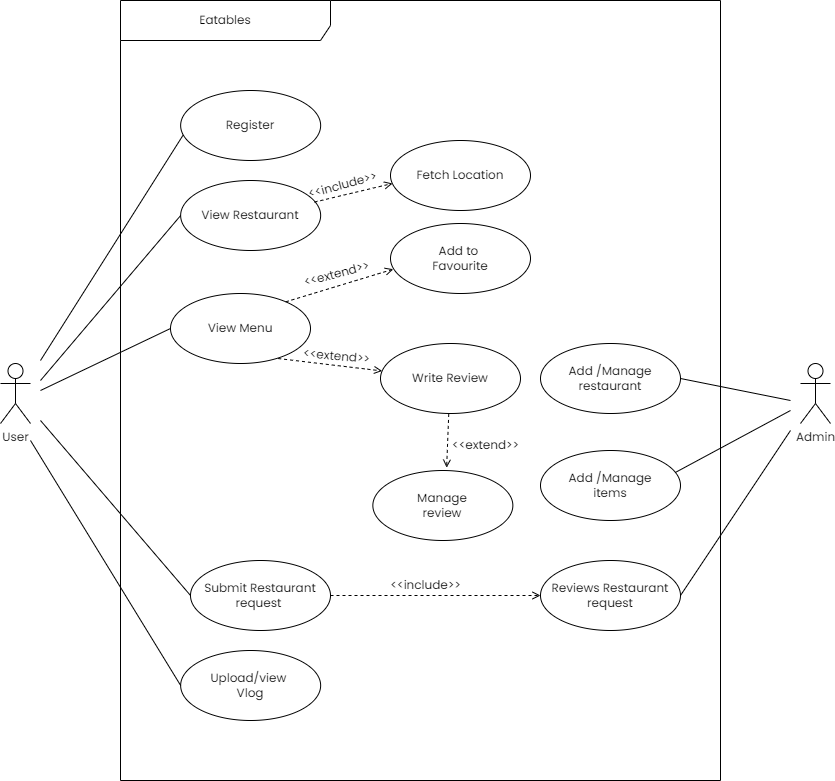 Eatables
Register
<<include>>
Fetch Location
View Restaurant
Add to
Favourite
<<extend>>
View Menu
<<extend>>
Write Review
Add /Manage
restaurant
User
Admin
<<extend>>
Manage
review
Add /Manage
items
Submit Restaurant
request
<<include>>
Reviews Restaurant
request
Upload/view
Vlog